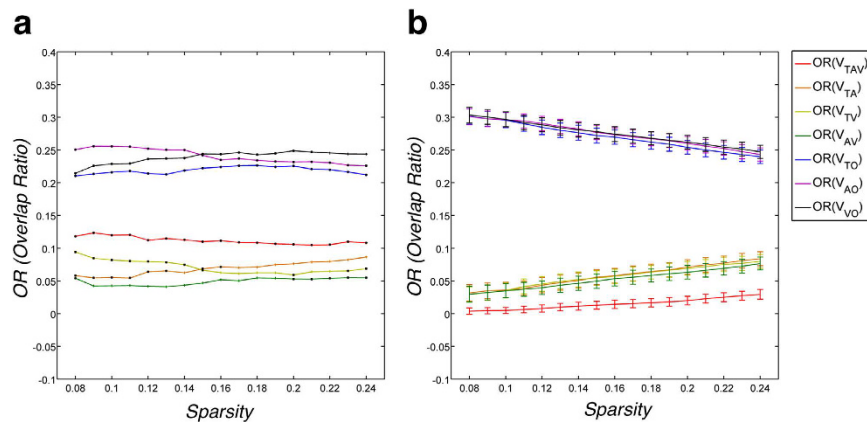 a
0.4
0.35
0.3
0.25
0.2
0.15
0.1
0.05
0
-0.05
-0.1
OR (Overlap Ratio)
0.08 0.1 0.12 0.14 0.16 0.18 0.2 0.22 0.24
Sparsity
b
0.4
0.35
0.3
0.25
0.2
0.15
0.1
0.05
0
-0.05
-0.1
OR (Overlap Ratio)
0.08 0.1 0.12 0.14 0.16 0.18 0.2 0.22 0.24
Sparsity
OR(V_TAV)
OR(V_TA)
OR(V_TV)
OR(V_AV)
OR(V_TO)
OR(V_AO)
OR(V_VO)